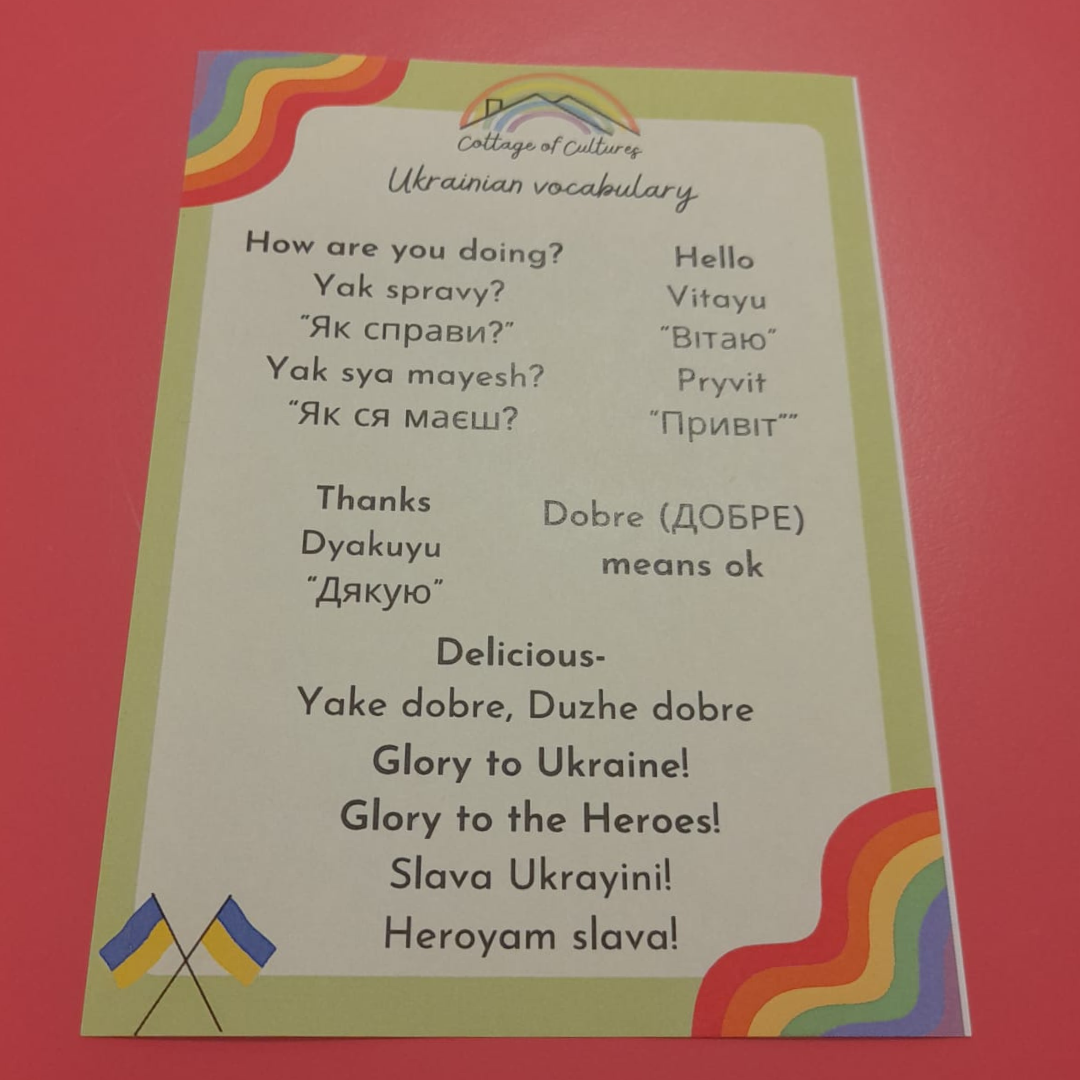 Cottage of Cultures
Ukrainian vocabulary
How are you doing?
Yak spravy?
"Як справи?"
Yak sya mayesh?
"Як ся маєш?
Hello
Vitayu
"Вітаю"
Pryvit
"Привіт""
Thanks
Dyakuyu
"Дякую"
Dobre (ДОБРЕ)
means ok
Delicious-
Yake dobre, Duzhe dobre
Glory to Ukraine!
Glory to the Heroes!
Slava Ukrayini!
Heroyam slava!